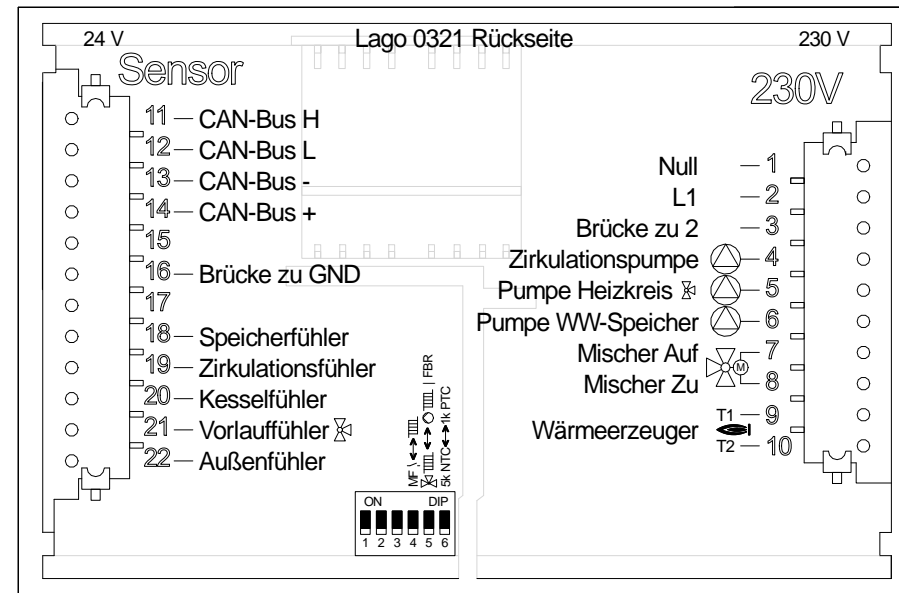 24 V Lago 0321 Rückseite 230 V
Sensor
230V
11 CAN-Bus H
12 CAN-Bus L
13 CAN-Bus -
14 CAN-Bus +
15
16 Brücke zu GND
17
18 Speicherfühler
19 Zirkulationsfühler
20 Kesselfühler
21 Vorlauffühler
22 Außenfühler
Null 1
L1 2
Brücke zu 2 3
Zirkulationspumpe 4
Pumpe Heizkreis 5
Pumpe WW-Speicher 6
Mischer Auf 7
M
Mischer Zu 8
Wärmeerzeuger T1 9
T2 10
MF
| FBR
5k NTC↔1k PTC
ON DIP
1 2 3 4 5 6